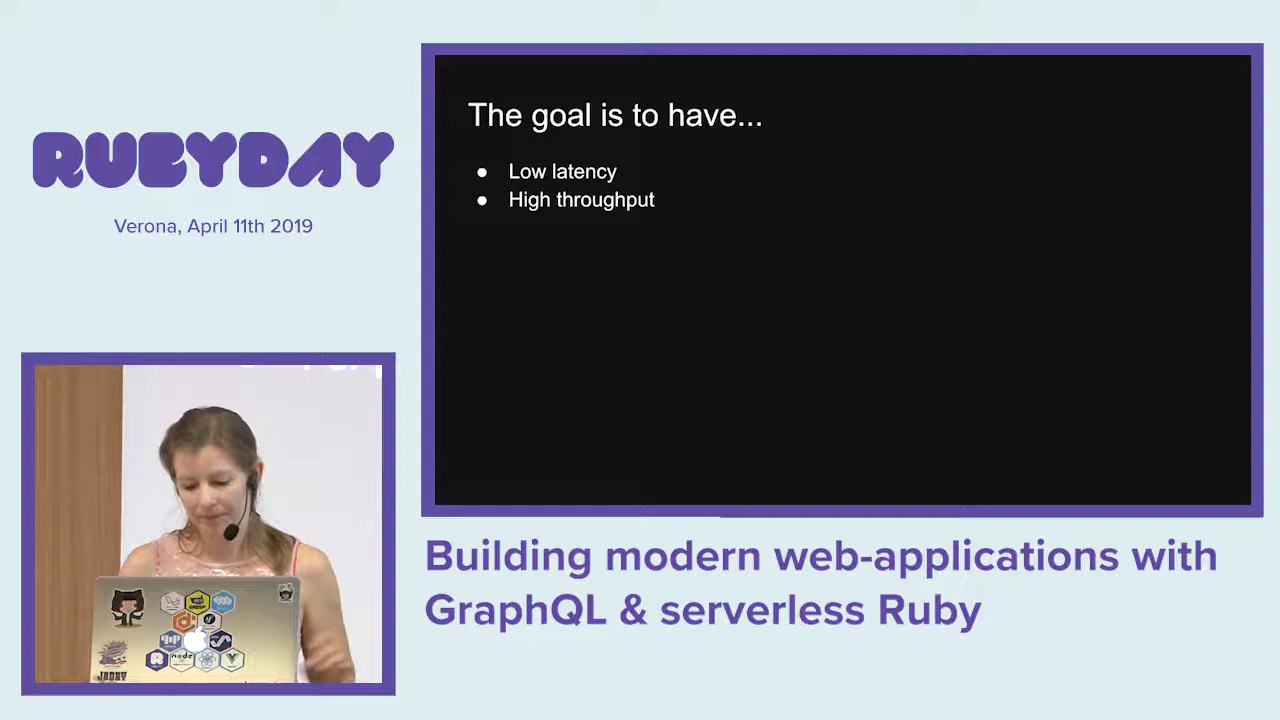 RUBYDAY
Verona, April 11th 2019
The goal is to have...
● Low latency
● High throughput
Building modern web-applications with
GraphQL & serverless Ruby
node